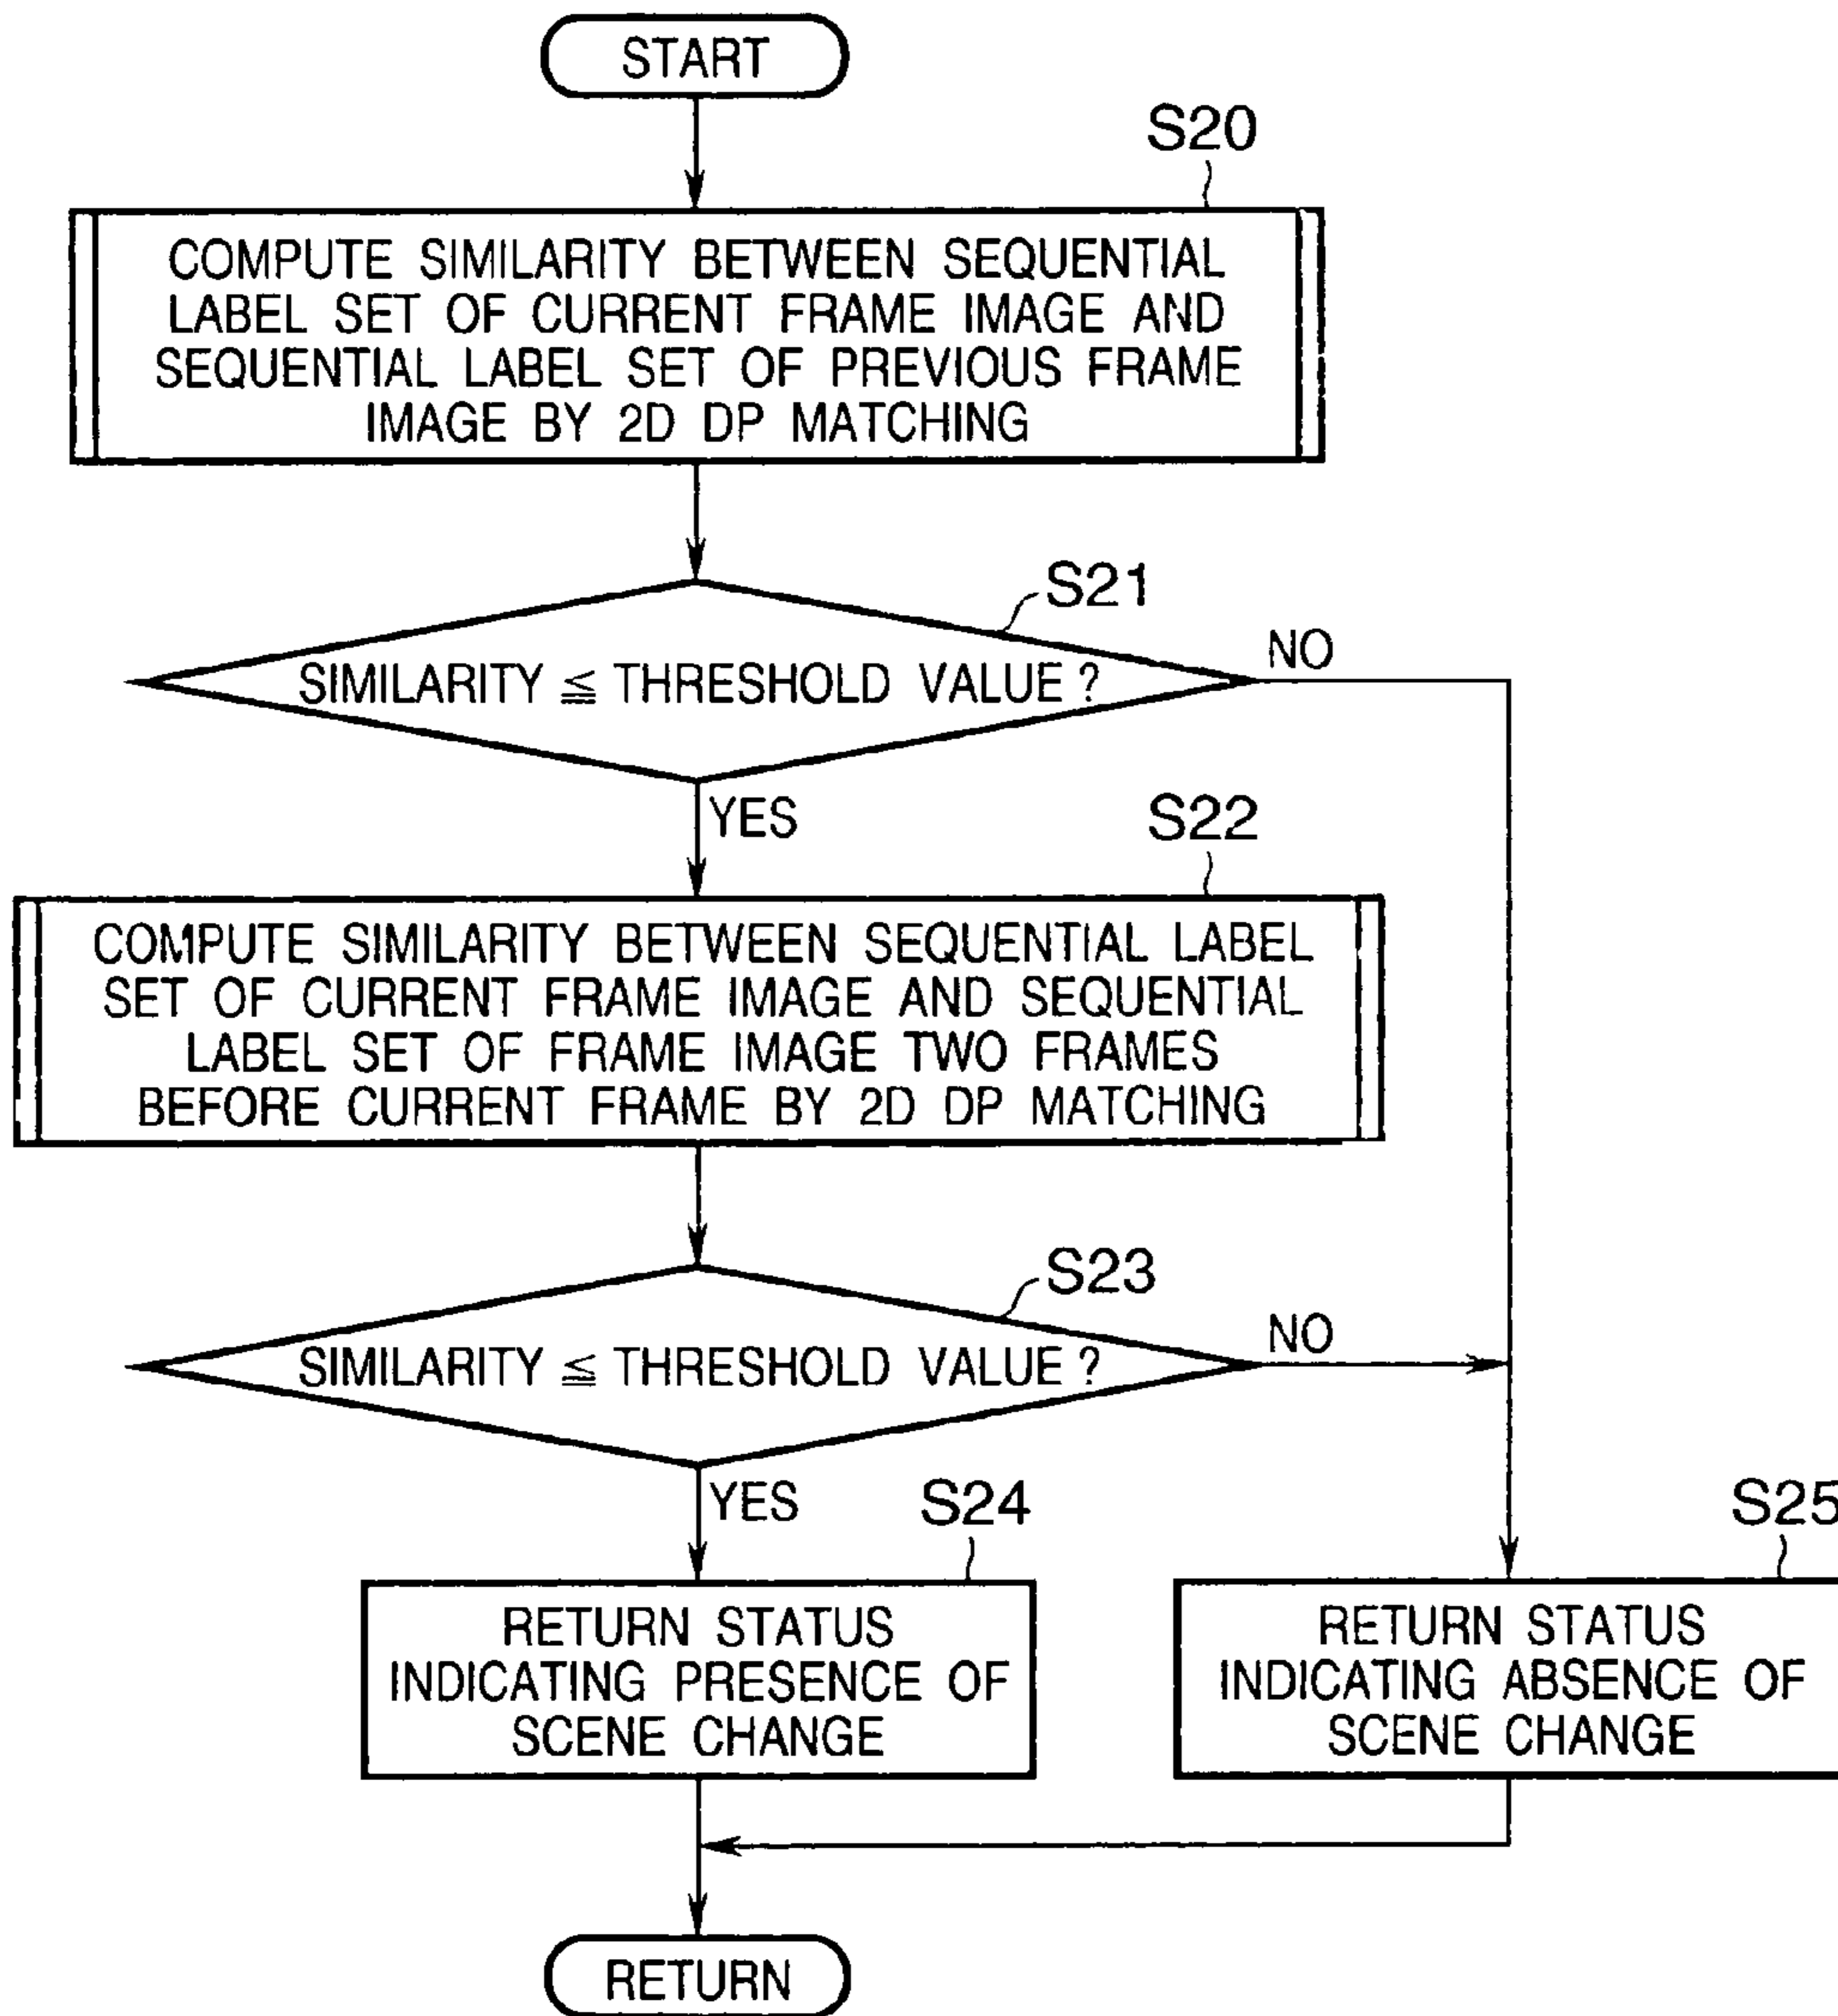 START
S20
COMPUTE SIMILARITY BETWEEN SEQUENTIAL
LABEL SET OF CURRENT FRAME IMAGE AND
SEQUENTIAL LABEL SET OF PREVIOUS FRAME
IMAGE BY 2D DP MATCHING
S21
SIMILARITY ≦ THRESHOLD VALUE ?
NO
YES
S22
COMPUTE SIMILARITY BETWEEN SEQUENTIAL LABEL
SET OF CURRENT FRAME IMAGE AND SEQUENTIAL
LABEL SET OF FRAME IMAGE TWO FRAMES
BEFORE CURRENT FRAME BY 2D DP MATCHING
S23
SIMILARITY ≦ THRESHOLD VALUE ?
NO
YES
S24
RETURN STATUS
INDICATING PRESENCE OF
SCENE CHANGE
S25
RETURN STATUS
INDICATING ABSENCE OF
SCENE CHANGE
RETURN